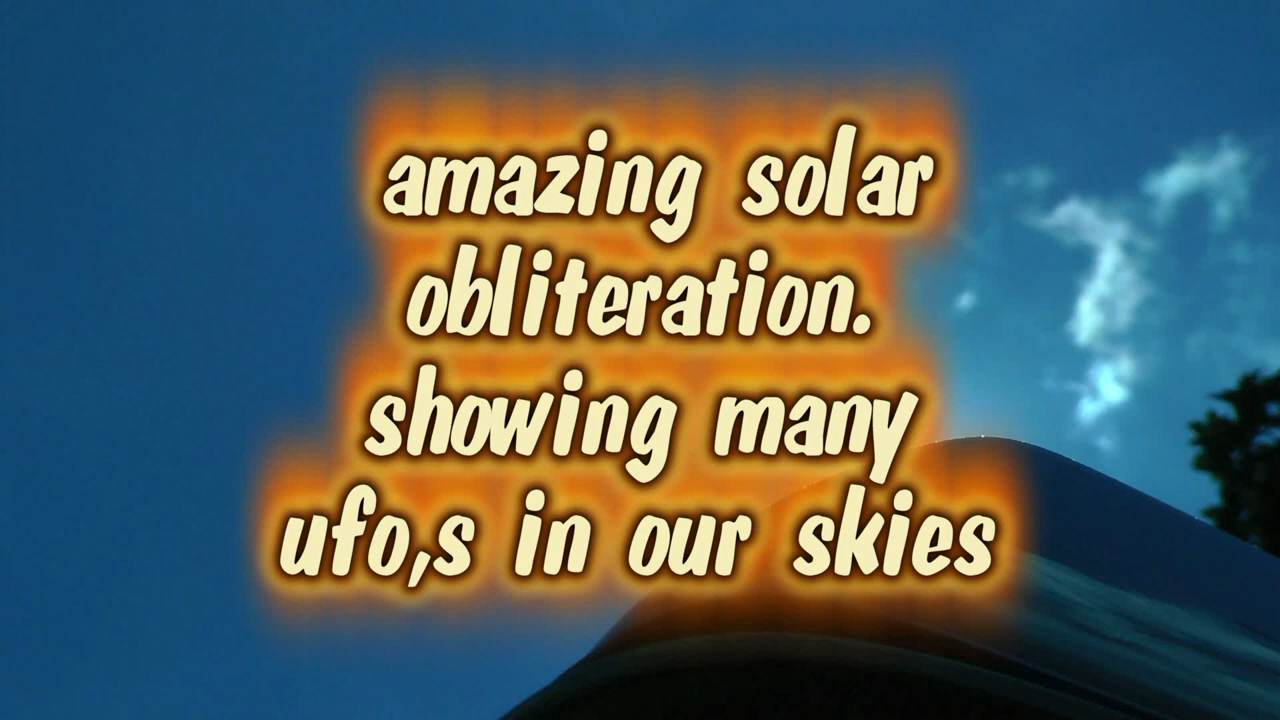 amazing solar
obliteration.
showing many
ufo,s in our skies